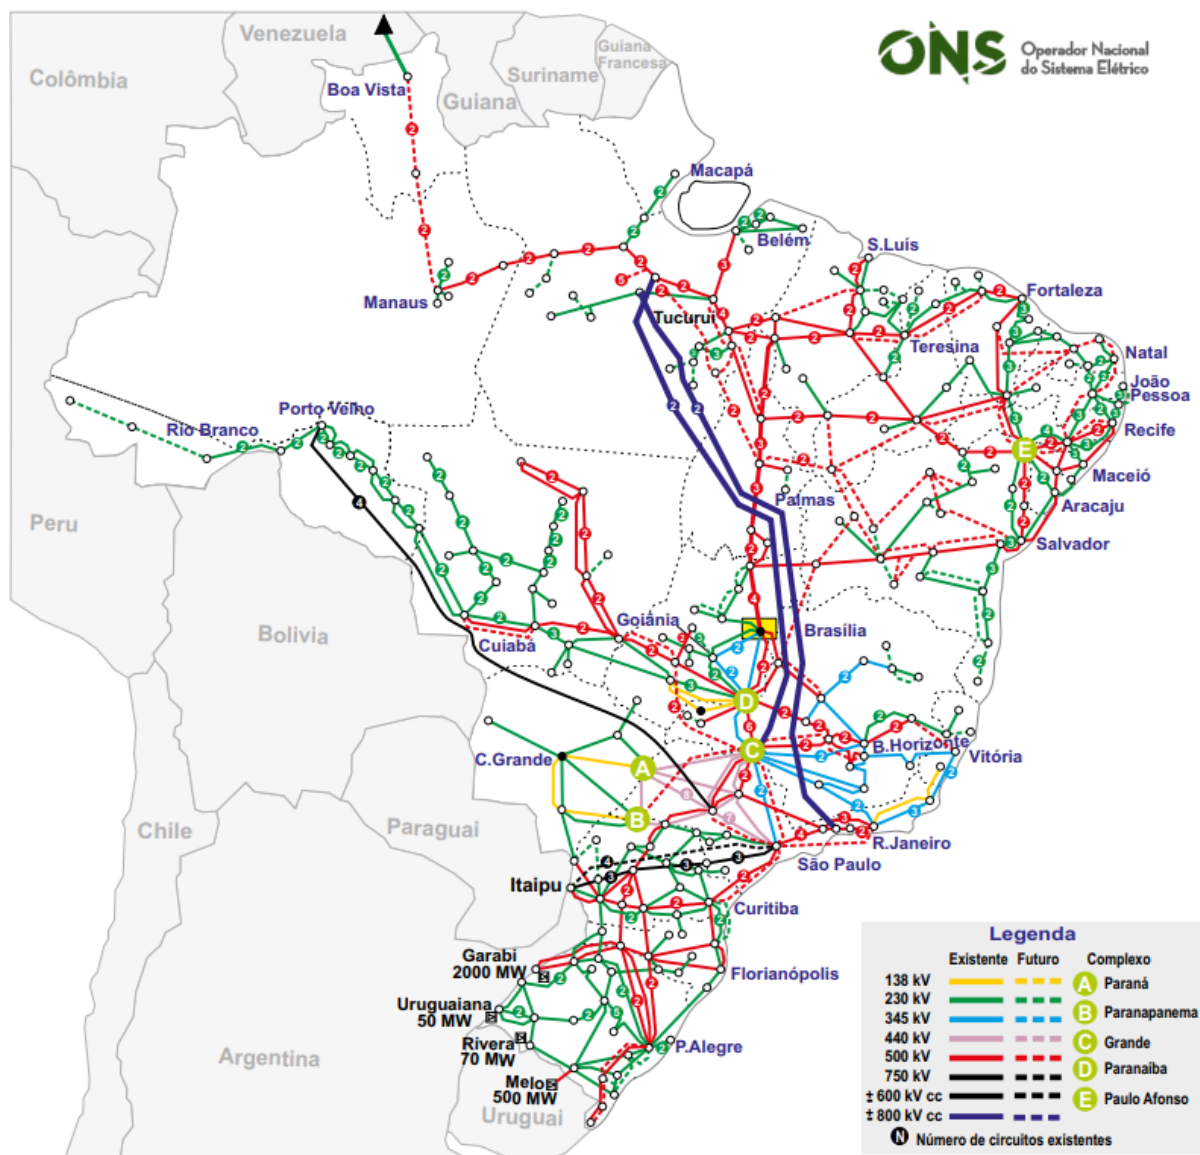 Venezuela
Colômbia
Guiana
Francesa
Suriname
Guiana
ONS
Operador Nacional
do Sistema Elétrico
Boa Vista
Macapá
Belém
S.Luís
Manaus
Fortaleza
Tucuruí
Teresina
Natal
João
Pessoa
Porto Velho
Rio Branco
Recife
E
Maceió
Palmas
Aracaju
Peru
Salvador
Bolivia
Goiânia
Brasília
Cuiabá
D
C
B.Horizonte
Vitória
C.Grande
A
B
Chile
Paraguai
R.Janeiro
São Paulo
Itaipu
Curitiba
Garabi
2000 MW
Florianópolis
Uruguaiana
50 MW
Rivera
70 MW
P.Alegre
Argentina
Melo
500 MW
Uruguai
Legenda
Existente Futuro Complexo
138 kV A Paraná
230 kV
345 kV B Paranapanema
440 kV C Grande
500 kV
750 kV D Paranaiba
± 600 kV cc
± 800 kV cc E Paulo Afonso
N Número de circuitos existentes